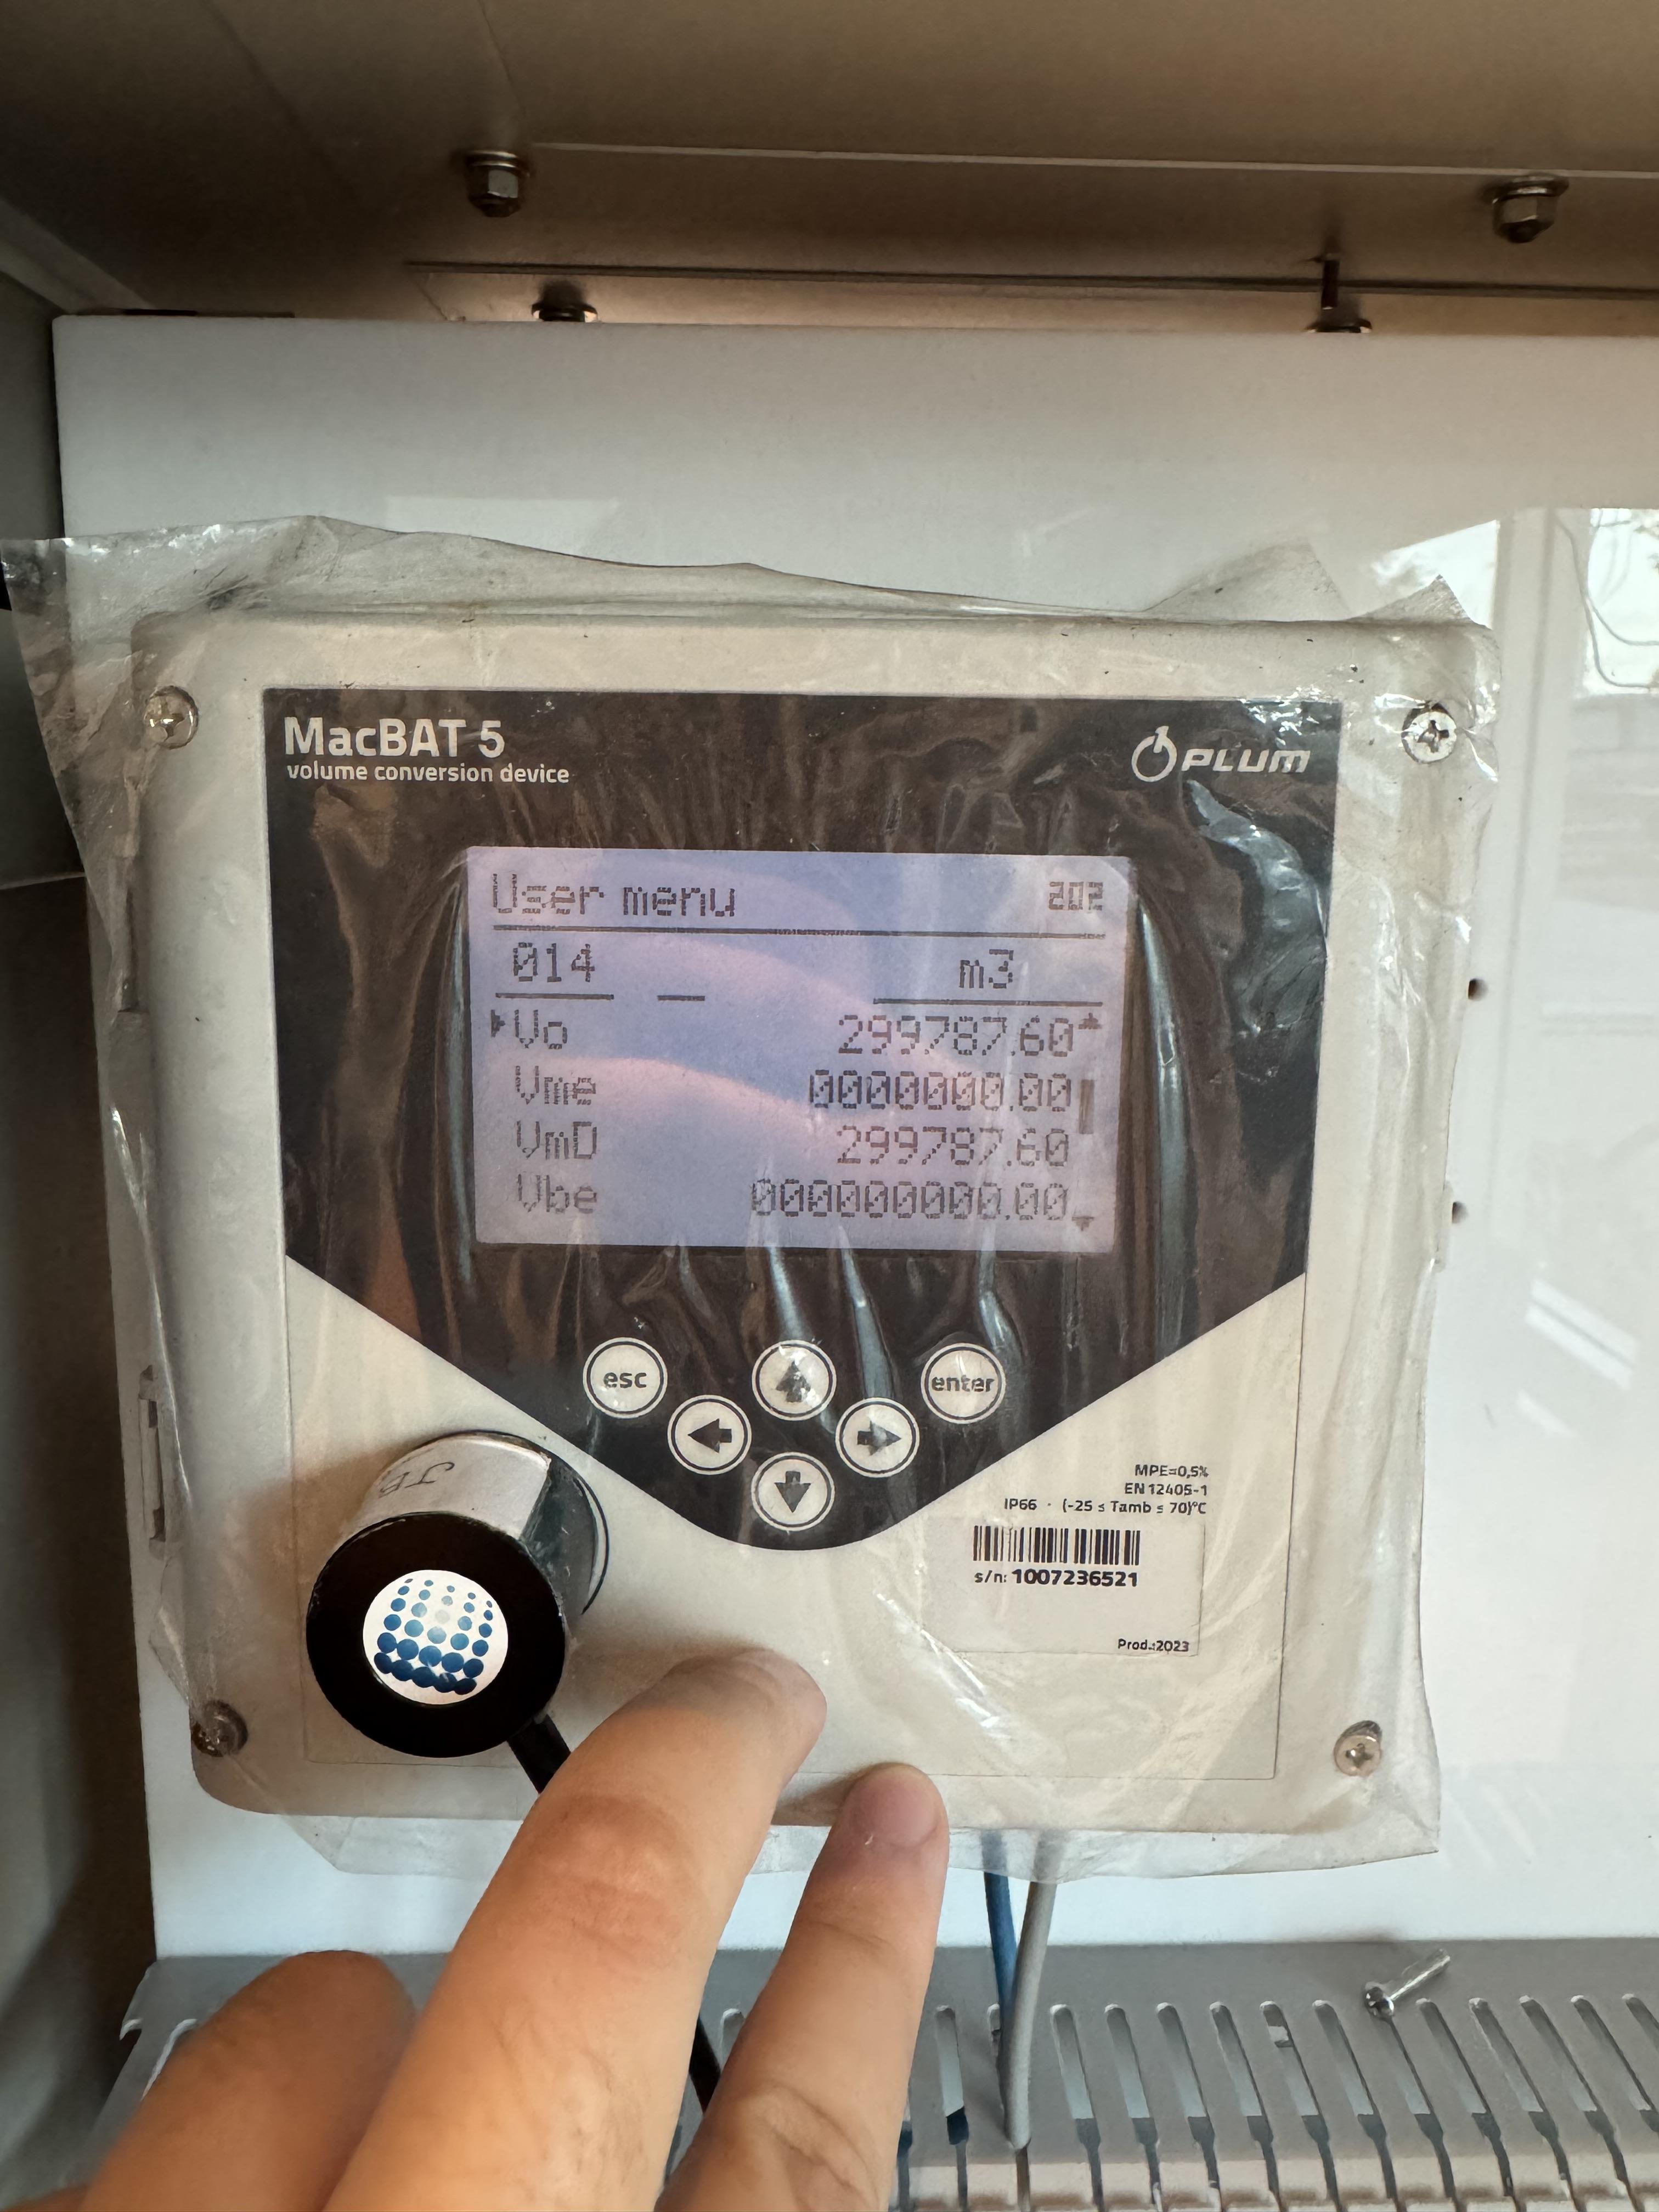 MacBAT 5
volume conversion device
PLUM
User menu 202
014 _ m3
Vo 299787.60
Vme 0000000.00
VmD 299787.60
Vbe 000000000.00
esc
enter
MPE=0,5%
EN 12405-1
IP66 · (-25 ≤ Tamb ≤ 70)°C
s/n: 1007236521
Prod.:2023